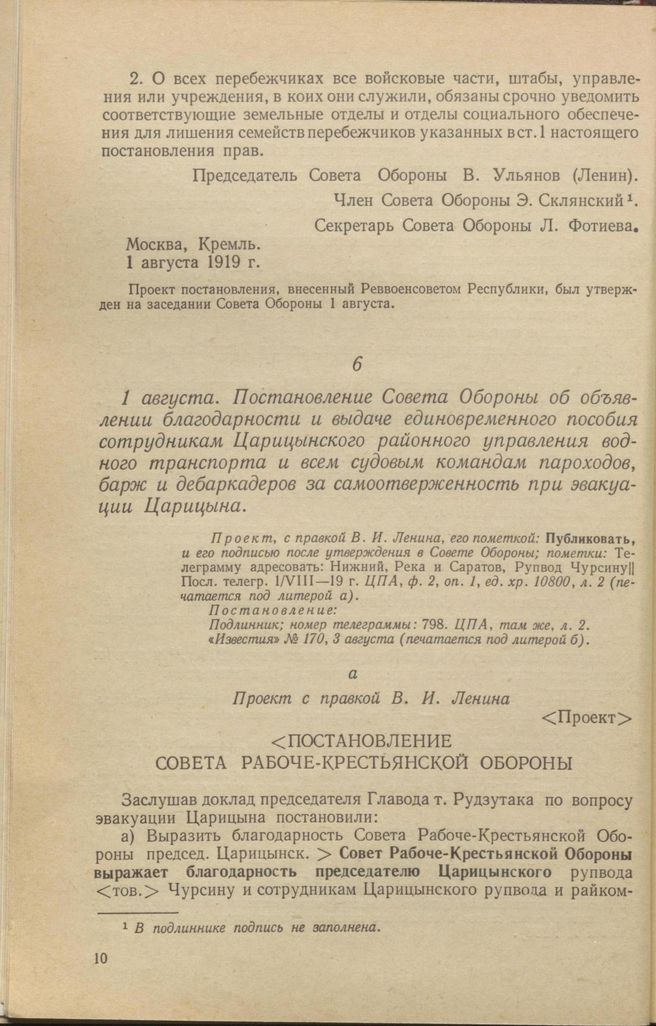 2. О всех перебежчиках все войсковые части, штабы, управле-
ния или учреждения, в коих они служили, обязаны срочно уведомить
соответствующие земельные отделы и отделы социального обеспече-
ния для лишения семейств перебежчиков указанных в ст. 1 настоящего
постановления прав.
Председатель Совета Обороны В. Ульянов (Ленин).
Член Совета Обороны Э. Склянский¹.
Секретарь Совета Обороны Л. Фотиева.
Москва, Кремль.
1 августа 1919 г.
Проект постановления, внесенный Реввоенсоветом Республики, был утверж-
ден на заседании Совета Обороны 1 августа.
6
1 августа. Постановление Совета Обороны об объяв-
лении благодарности и выдаче единовременного пособия
сотрудникам Царицынского районного управления вод-
ного транспорта и всем судовым командам пароходов,
барж и дебаркадеров за самоотверженность при эвакуа-
ции Царицына.
Проект, с правкой В. И. Ленина, его пометкой: Публиковать,
и его подписью после утверждения в Совете Обороны; пометки: Те-
леграмму адресовать: Нижний, Река и Саратов, Рупвод Чурсину||
Посл. телегр. 1/VIII—19 г. ЦПА, ф. 2, оп. 1, ед. хр. 10800, л. 2 (пе-
чатается под литерой а).
Постановление:
Подлинник; номер телеграммы: 798. ЦПА, там же, л. 2.
«Известия» № 170, 3 августа (печатается под литерой б).
а
Проект с правкой В. И. Ленина
<Проект>
<ПОСТАНОВЛЕНИЕ
СОВЕТА РАБОЧЕ-КРЕСТЬЯНСКОЙ ОБОРОНЫ
Заслушав доклад председателя Главода т. Рудзутака по вопросу
эвакуации Царицына постановили:
а) Выразить благодарность Совета Рабоче-Крестьянской Обо-
роны председ. Царицынск. > Совет Рабоче-Крестьянской Обороны
выражает благодарность председателю Царицынского рупвода
<тов.> Чурсину и сотрудникам Царицынского рупвода и райком-
¹ В подлиннике подпись не заполнена.
10